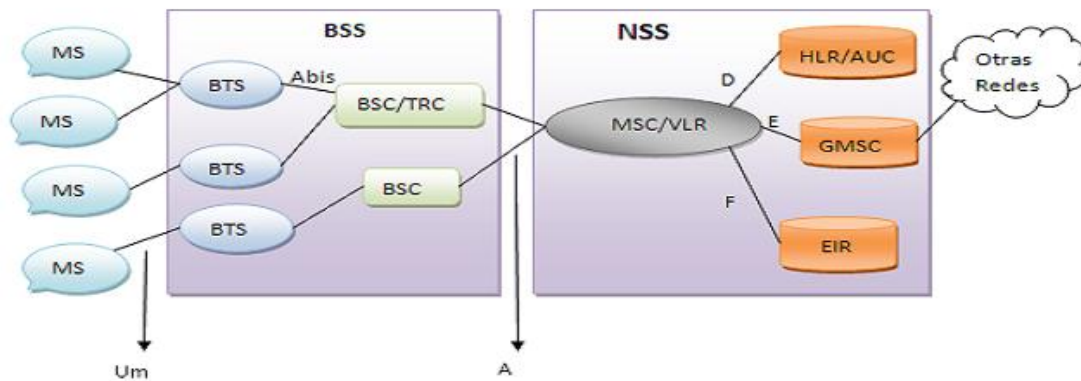 BSS
NSS
MS
MS
MS
MS
BTS
BTS
BTS
Abis
BSC/TRC
BSC
MSC/VLR
D
E
F
HLR/AUC
GMSC
EIR
Otras
Redes
Um
A